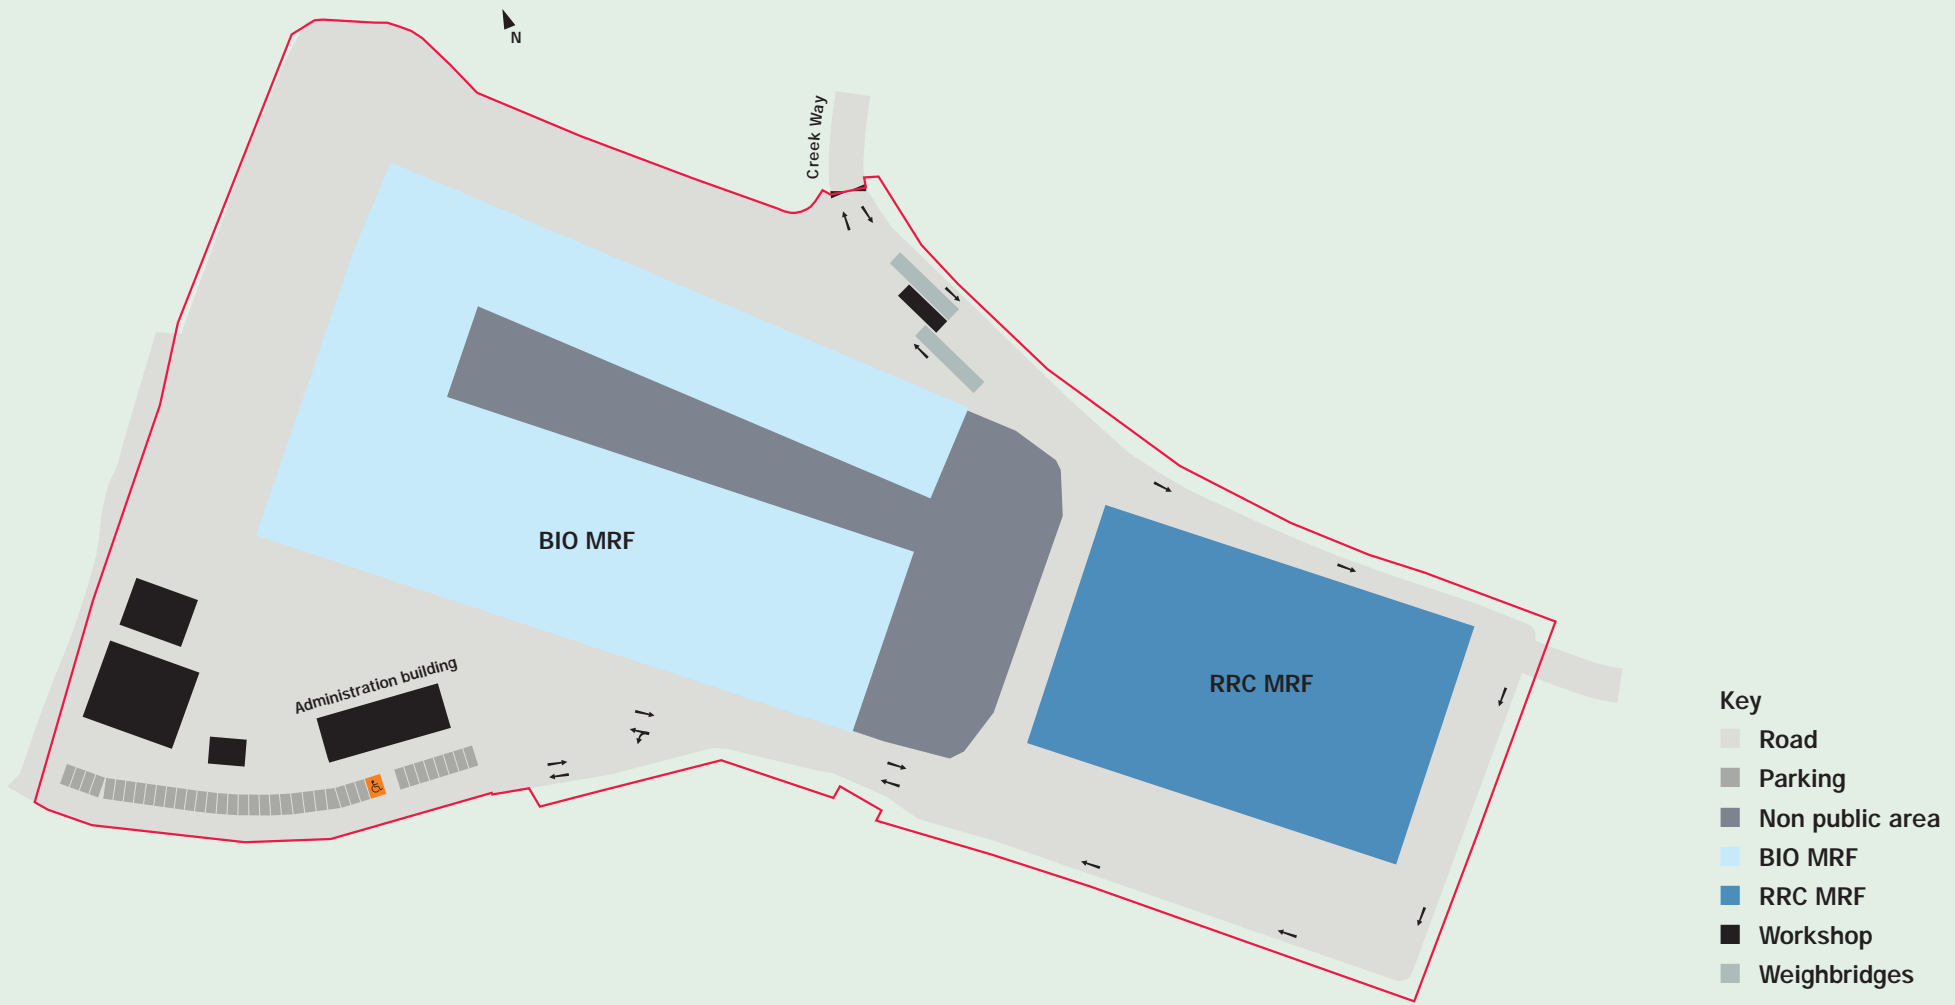 N
Creek Way
BIO MRF
Administration building
RRC MRF
Key
Road
Parking
Non public area
BIO MRF
RRC MRF
Workshop
Weighbridges